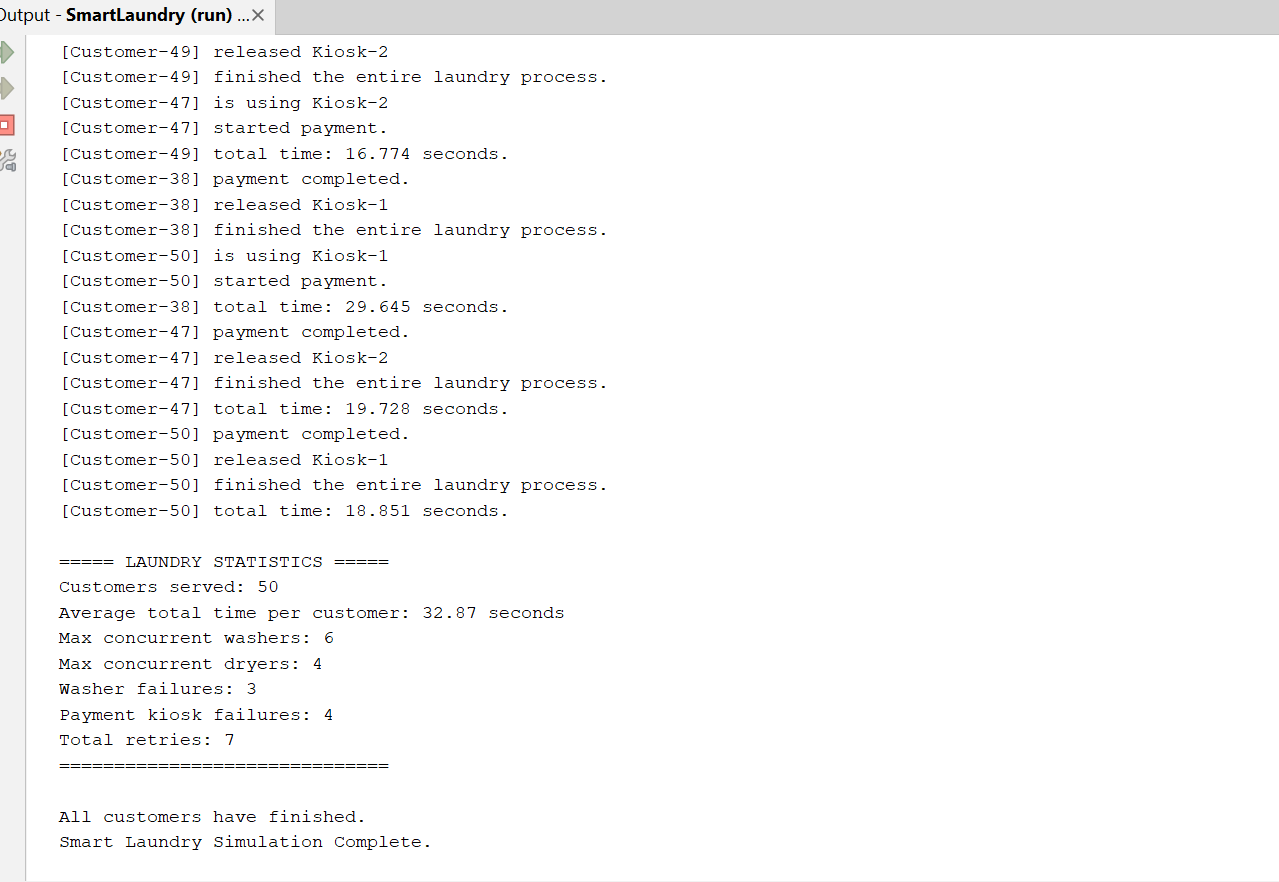 Output - SmartLaundry (run) ...
[Customer-49] released Kiosk-2
[Customer-49] finished the entire laundry process.
[Customer-47] is using Kiosk-2
[Customer-47] started payment.
[Customer-49] total time: 16.774 seconds.
[Customer-38] payment completed.
[Customer-38] released Kiosk-1
[Customer-38] finished the entire laundry process.
[Customer-50] is using Kiosk-1
[Customer-50] started payment.
[Customer-38] total time: 29.645 seconds.
[Customer-47] payment completed.
[Customer-47] released Kiosk-2
[Customer-47] finished the entire laundry process.
[Customer-47] total time: 19.728 seconds.
[Customer-50] payment completed.
[Customer-50] released Kiosk-1
[Customer-50] finished the entire laundry process.
[Customer-50] total time: 18.851 seconds.
===== LAUNDRY STATISTICS =====
Customers served: 50
Average total time per customer: 32.87 seconds
Max concurrent washers: 6
Max concurrent dryers: 4
Washer failures: 3
Payment kiosk failures: 4
Total retries: 7
==============================
All customers have finished.
Smart Laundry Simulation Complete.